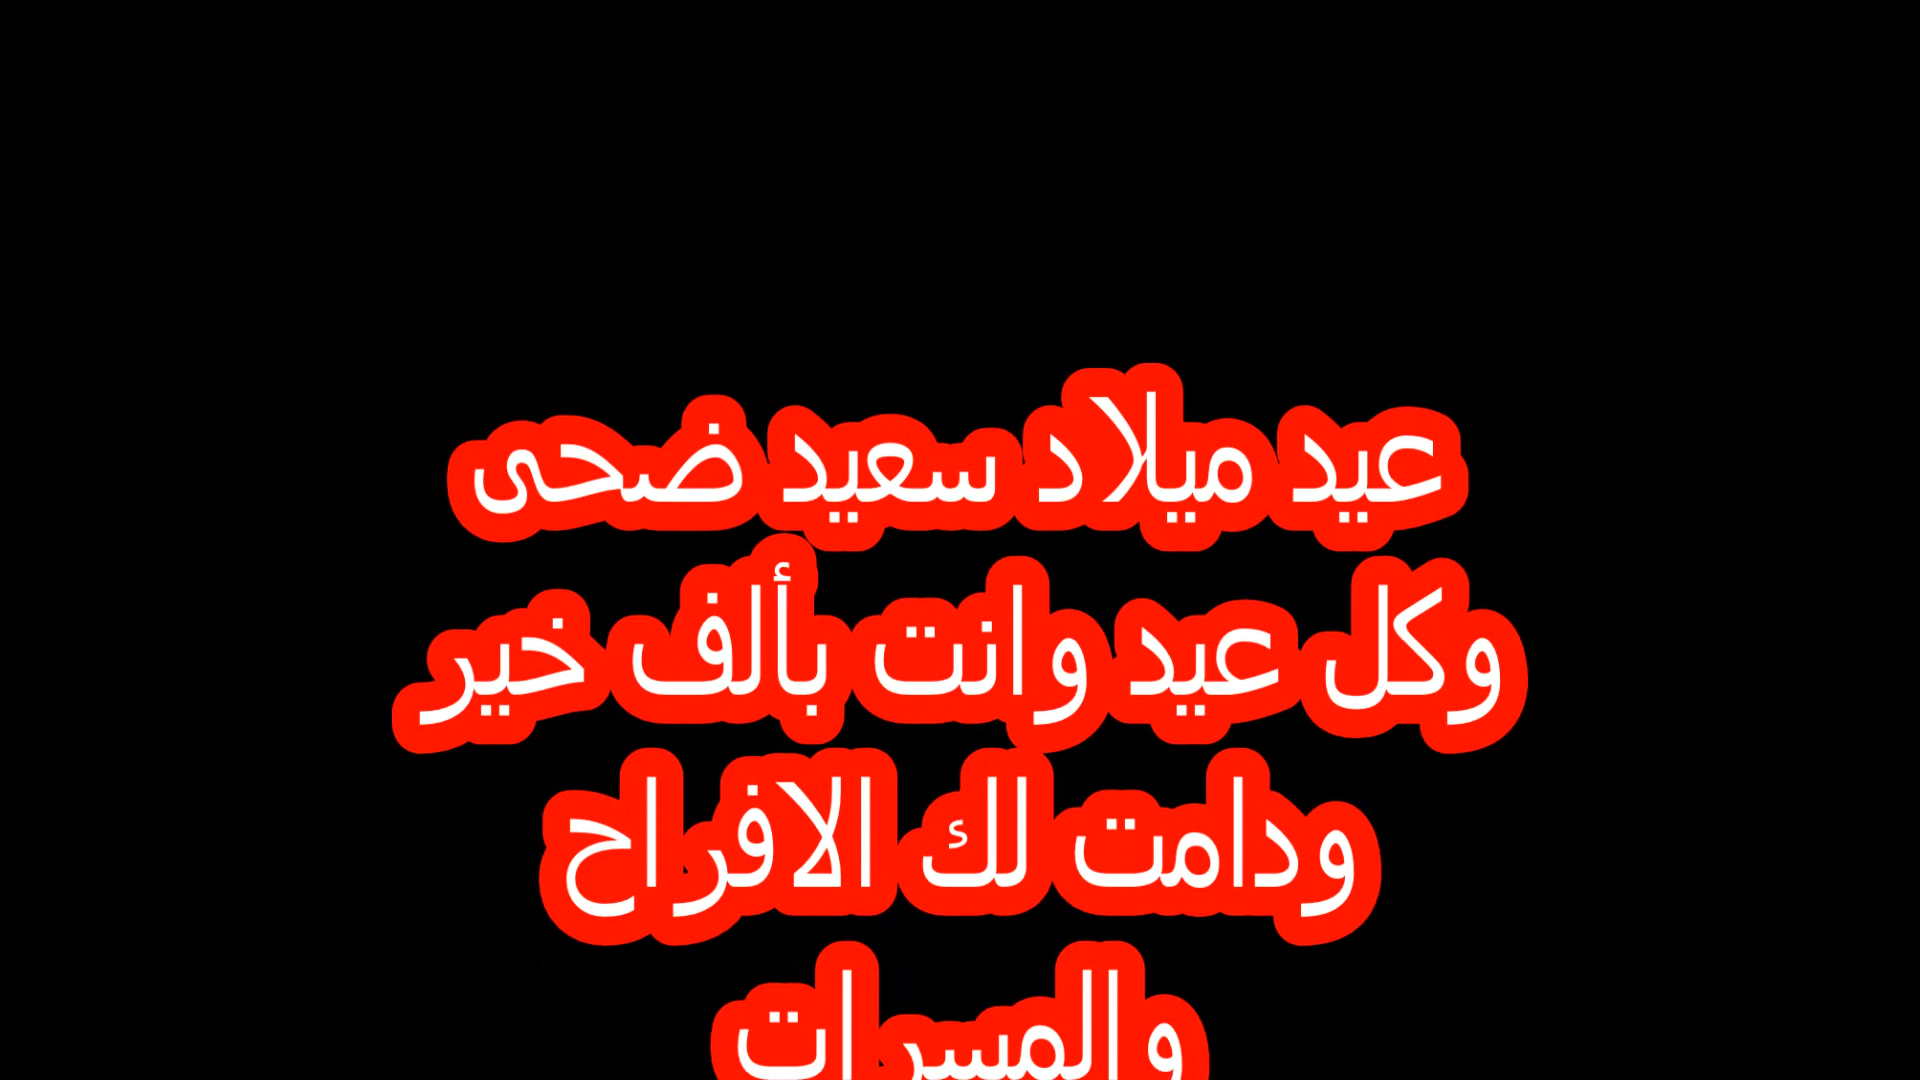 عيد ميلاد سعيد ضحى
وكل عيد وانت بألف خير
ودامت لك الافراح
والمسرات